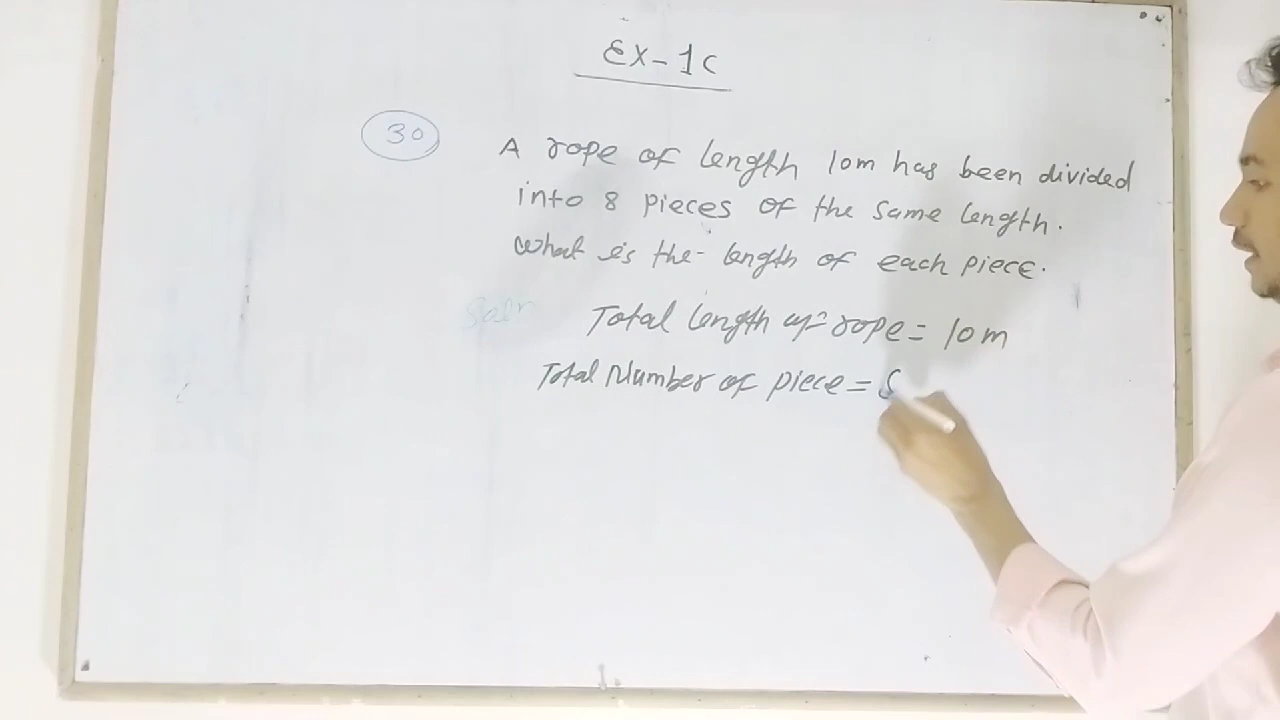 Ex-1c
30
A rope of length 10m has been divided
into 8 pieces of the same length.
what is the length of each piece.
Soln
Total length of rope = 10m
Total Number of piece = 8